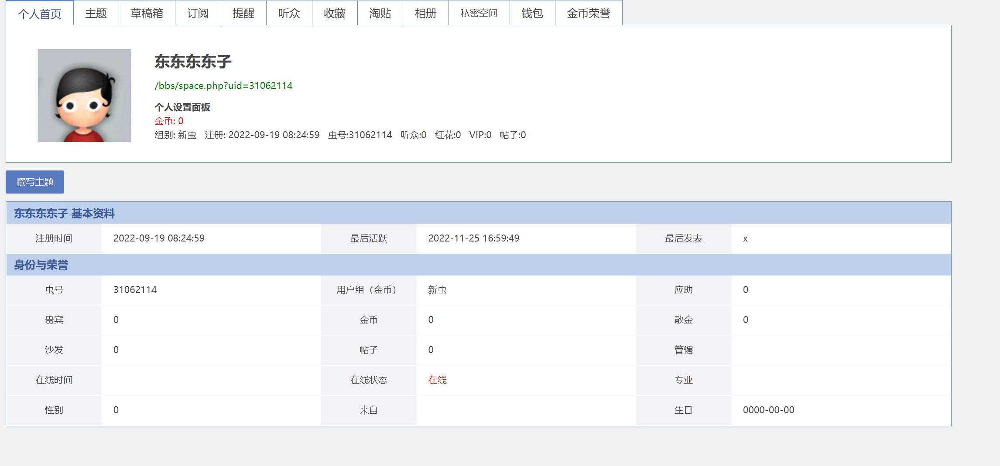 个人首页 主题 草稿箱 订阅 提醒 听众 收藏 淘贴 相册 私密空间 钱包 金币荣誉
东东东东子
/bbs/space.php?uid=31062114
个人设置面板
金币: 0
组别: 新虫 注册: 2022-09-19 08:24:59 虫号:31062114 听众:0 红花:0 VIP:0 帖子:0
撰写主题
东东东东子 基本资料
注册时间 2022-09-19 08:24:59 最后活跃 2022-11-25 16:59:49 最后发表 x
身份与荣誉
虫号 31062114 用户组（金币） 新虫 应助 0
贵宾 0 金币 0 散金 0
沙发 0 帖子 0 管辖
在线时间 在线状态 在线 专业
性别 0 来自 生日 0000-00-00